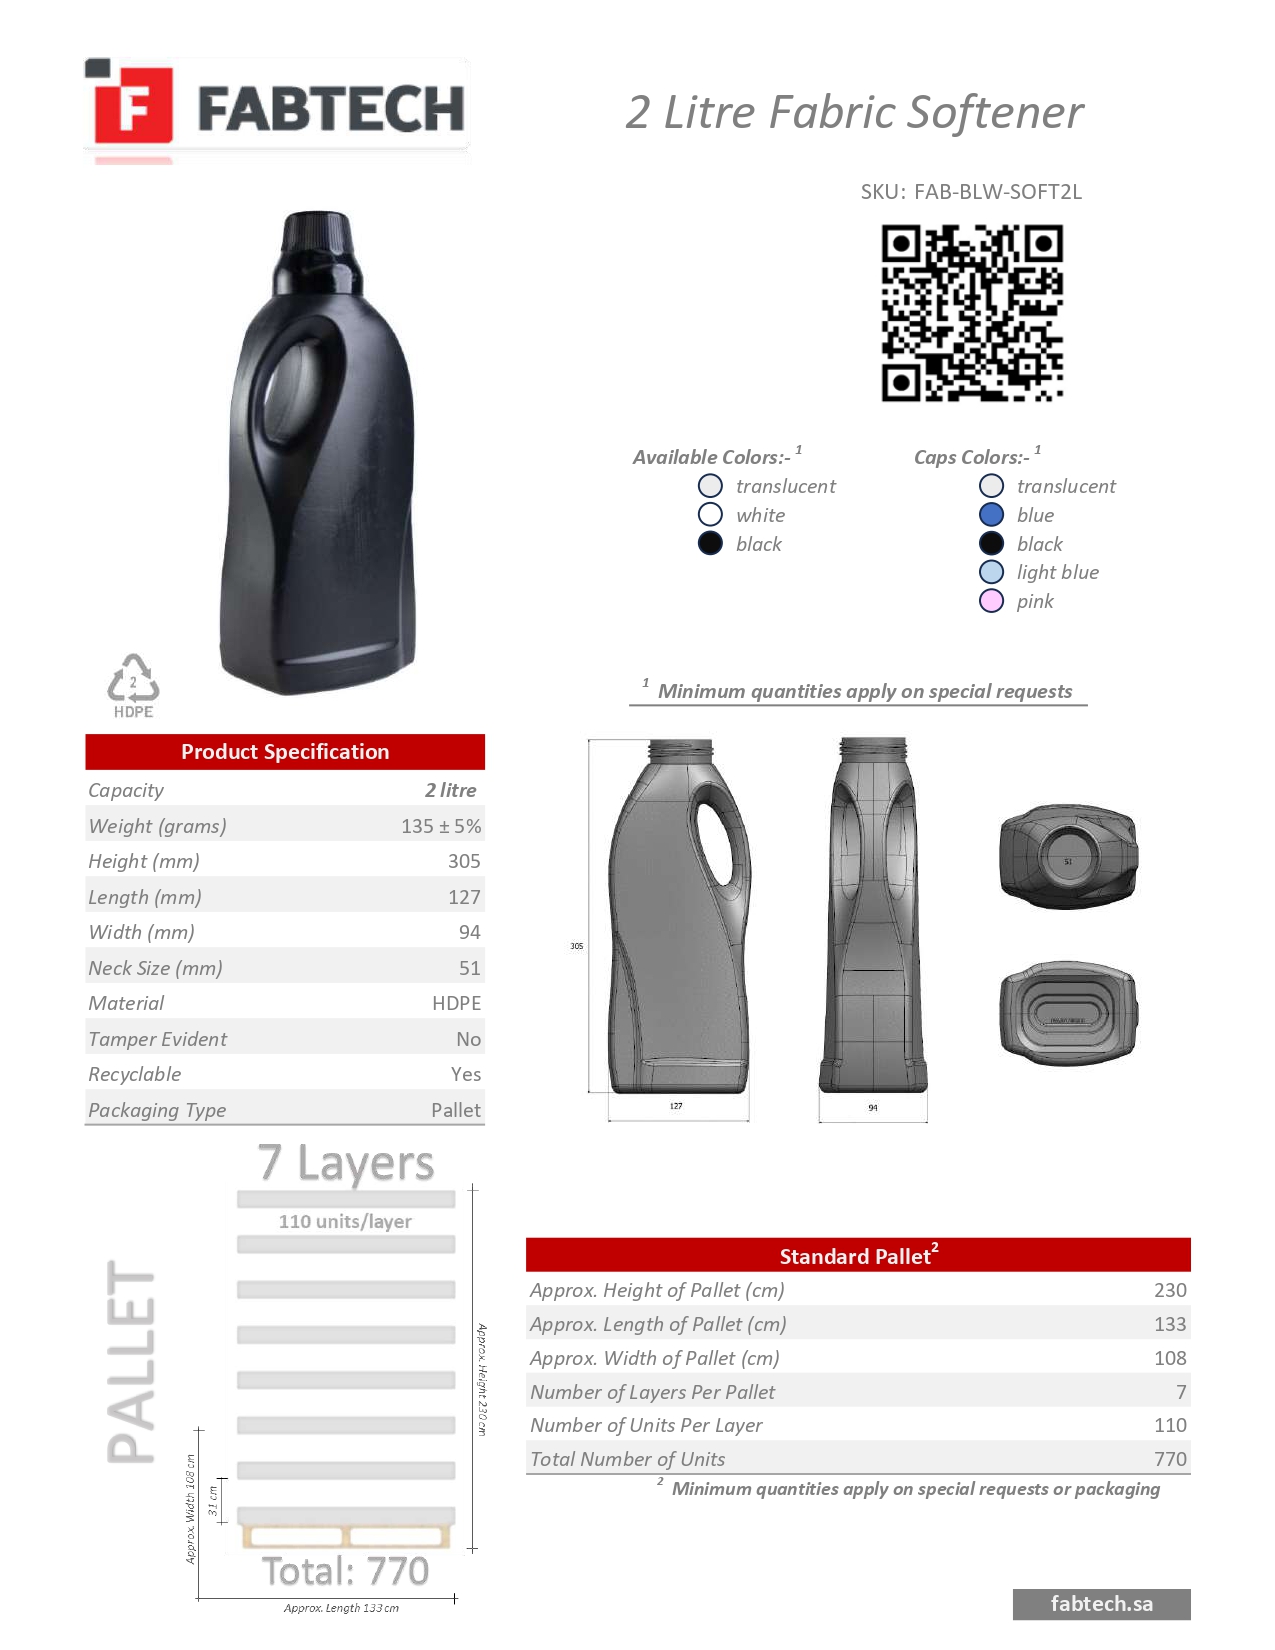 F FABTECH
2 Litre Fabric Softener
SKU: FAB-BLW-SOFT2L
Available Colors:- 1
translucent
white
black
Caps Colors:- 1
translucent
blue
black
light blue
pink
2
HDPE
1 Minimum quantities apply on special requests
Product Specification
Capacity 2 litre
Weight (grams) 135 ± 5%
Height (mm) 305
Length (mm) 127
Width (mm) 94
Neck Size (mm) 51
Material HDPE
Tamper Evident No
Recyclable Yes
Packaging Type Pallet
305
127
94
51
7 Layers
110 units/layer
PALLET
Approx. Height 230 cm
Approx. Width 108 cm
31 cm
Total: 770
Approx. Length 133 cm
Standard Pallet2
Approx. Height of Pallet (cm) 230
Approx. Length of Pallet (cm) 133
Approx. Width of Pallet (cm) 108
Number of Layers Per Pallet 7
Number of Units Per Layer 110
Total Number of Units 770
2 Minimum quantities apply on special requests or packaging
fabtech.sa